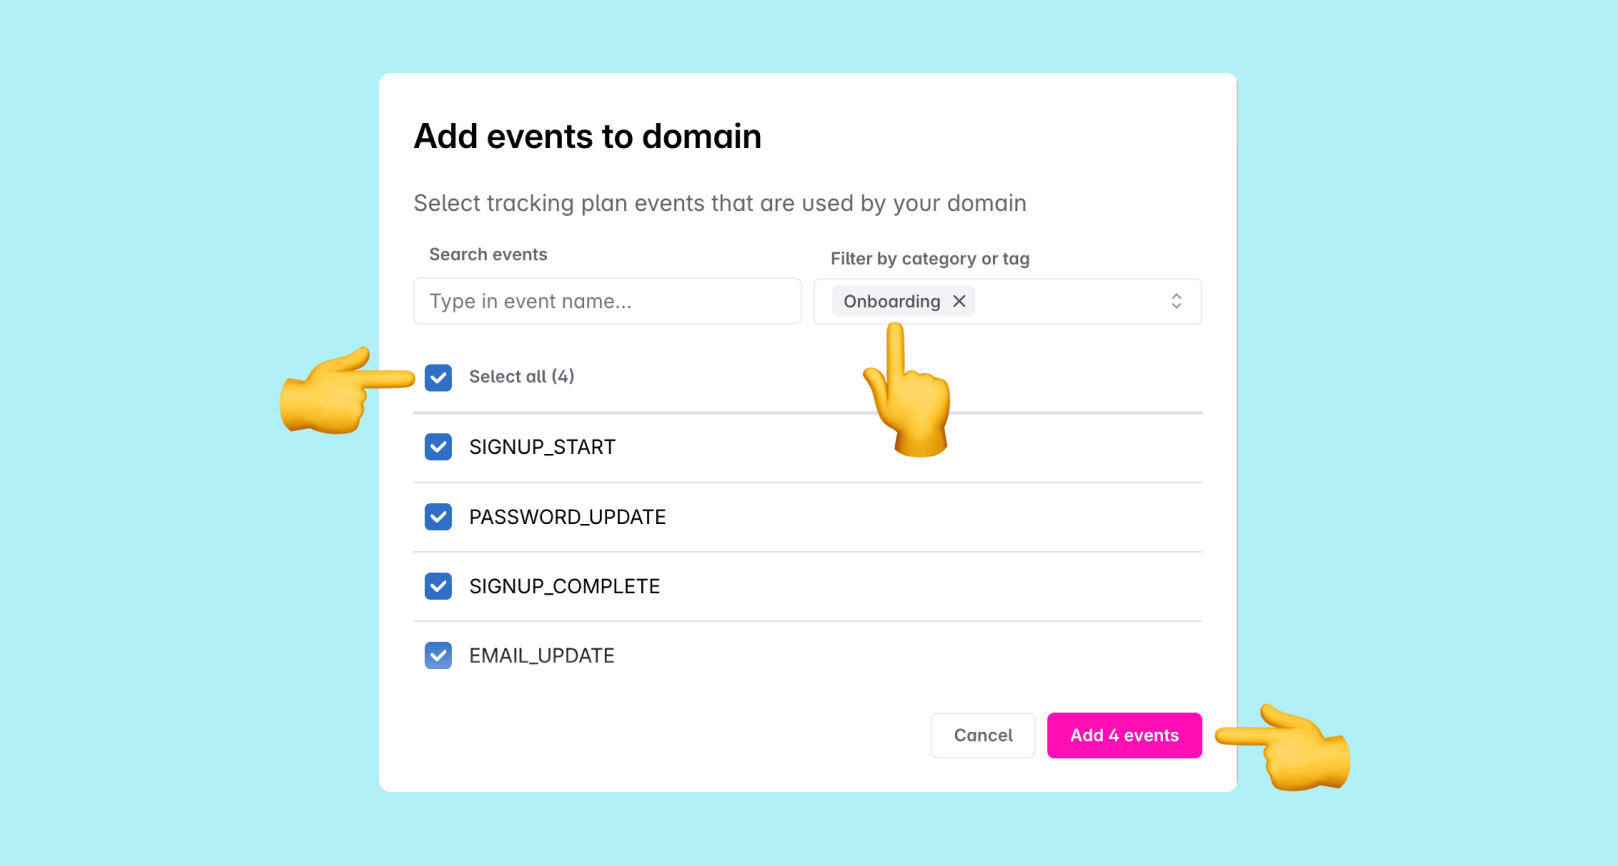 Add events to domain
Select tracking plan events that are used by your domain
Search events
Filter by category or tag
Type in event name...
Onboarding
Select all (4)
SIGNUP_START
PASSWORD_UPDATE
SIGNUP_COMPLETE
EMAIL_UPDATE
Cancel
Add 4 events